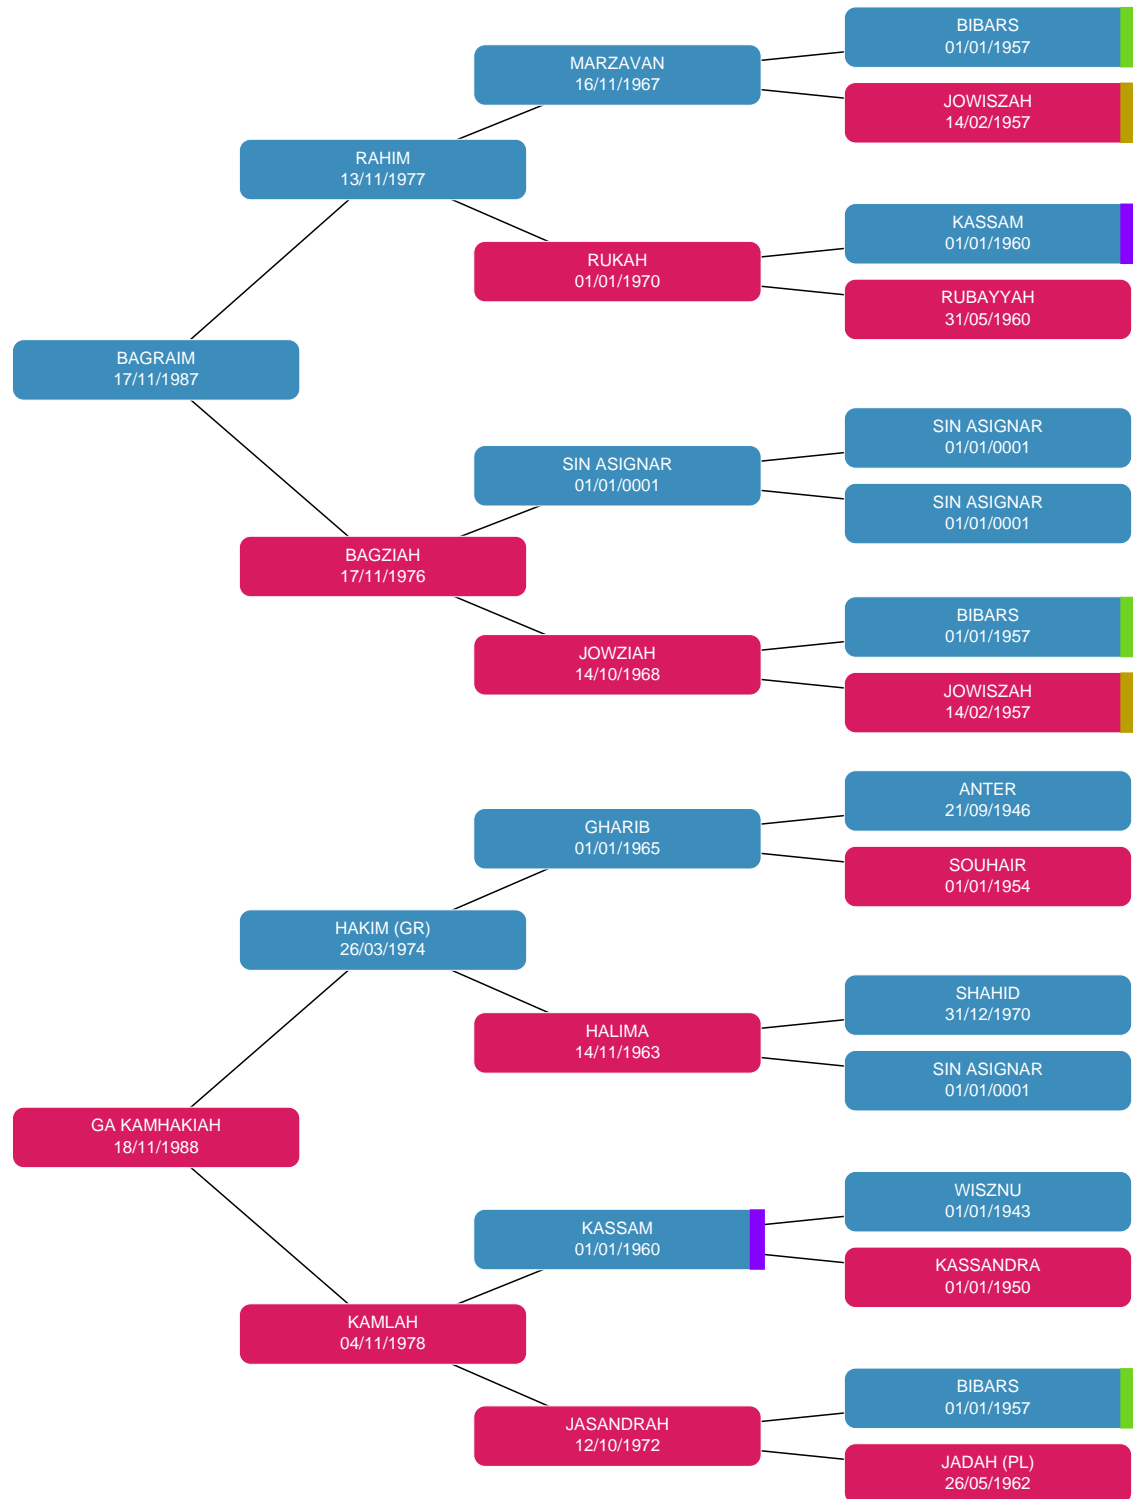 BIBARS
01/01/1957
MARZAVAN
16/11/1967
JOWISZAH
14/02/1957
RAHIM
13/11/1977
KASSAM
01/01/1960
RUKAH
01/01/1970
RUBAYYAH
31/05/1960
BAGRAIM
17/11/1987
SIN ASIGNAR
01/01/0001
SIN ASIGNAR
01/01/0001
SIN ASIGNAR
01/01/0001
BAGZIAH
17/11/1976
BIBARS
01/01/1957
JOWZIAH
14/10/1968
JOWISZAH
14/02/1957
ANTER
21/09/1946
GHARIB
01/01/1965
SOUHAIR
01/01/1954
HAKIM (GR)
26/03/1974
SHAHID
31/12/1970
HALIMA
14/11/1963
SIN ASIGNAR
01/01/0001
GA KAMHAKIAH
18/11/1988
WISZNU
01/01/1943
KASSAM
01/01/1960
KASSANDRA
01/01/1950
KAMLAH
04/11/1978
BIBARS
01/01/1957
JASANDRAH
12/10/1972
JADAH (PL)
26/05/1962